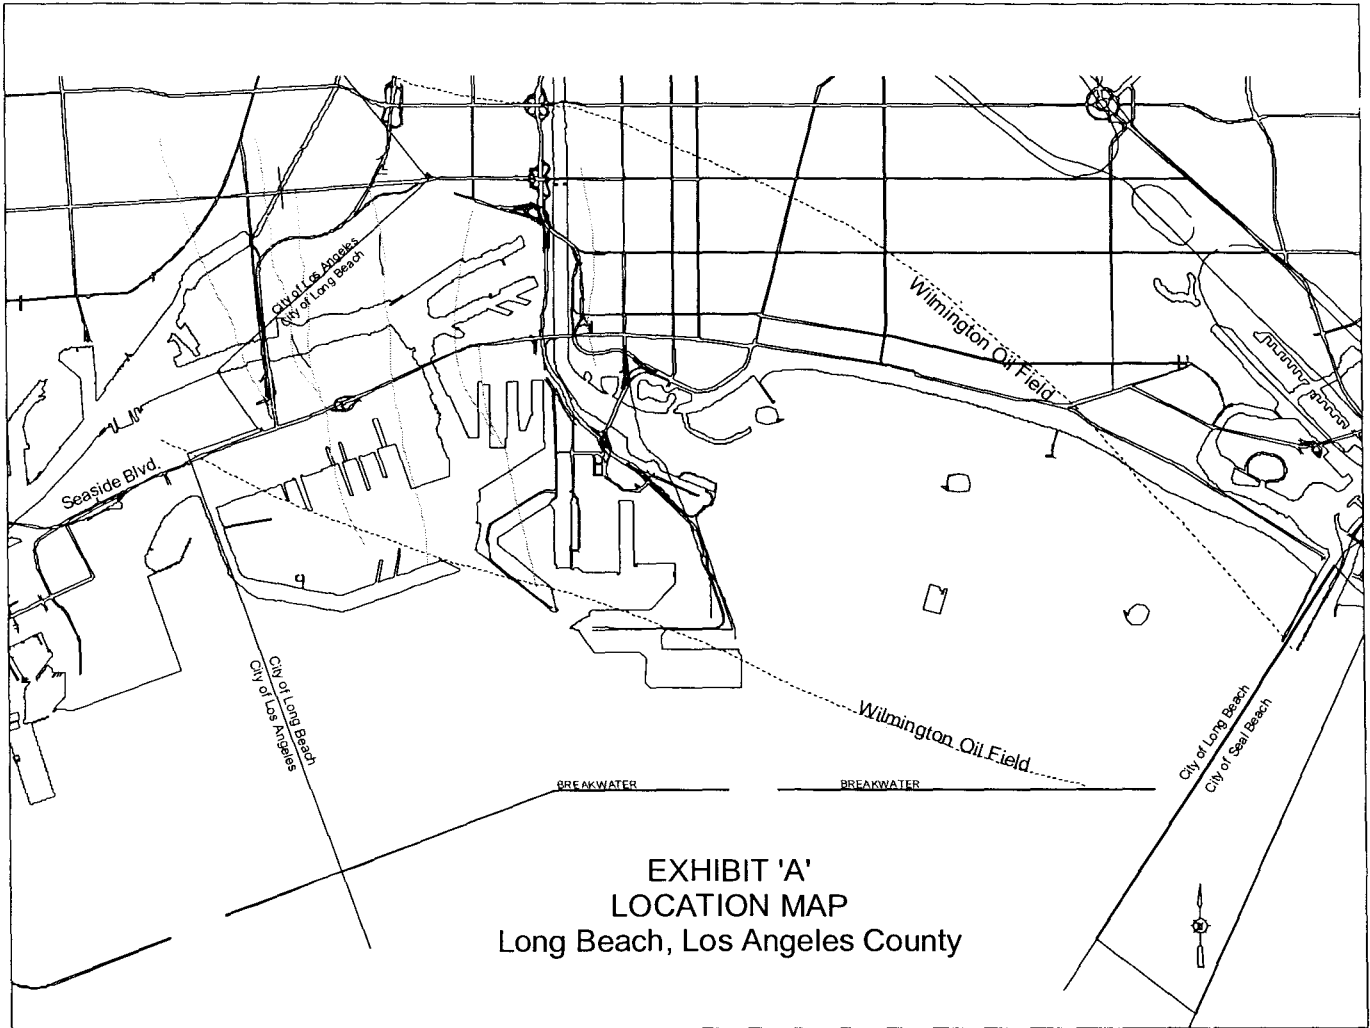 City of Los Angeles
City of Long Beach
Wilmington Oil Field
Seaside Blvd.
City of Long Beach
City of Los Angeles
Wilmington Oil Field
City of Long Beach
City of Seal Beach
BREAKWATER
BREAKWATER
EXHIBIT 'A'
LOCATION MAP
Long Beach, Los Angeles County